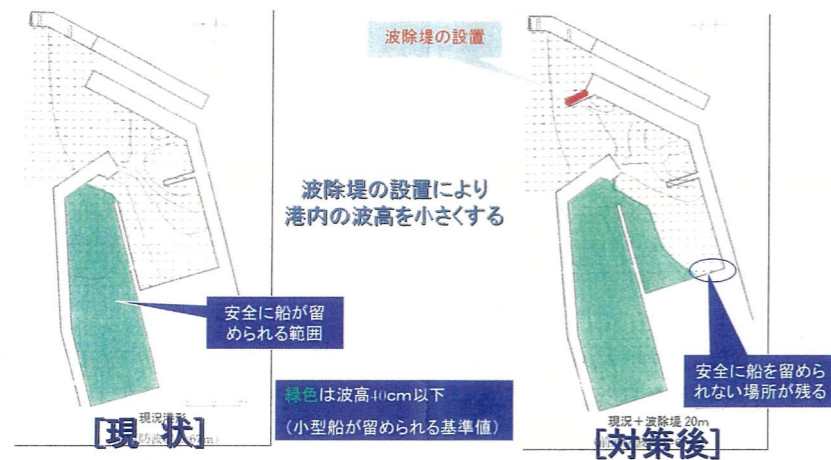 波除堤の設置
波除堤の設置により
港内の波高を小さくする
安全に船が留
められる範囲
緑色は波高40cm以下
(小型船が留められる基準値)
現況港形
[現 状]
安全に船を留めら
れない場所が残る
現況+波除堤 20m
[対策後]